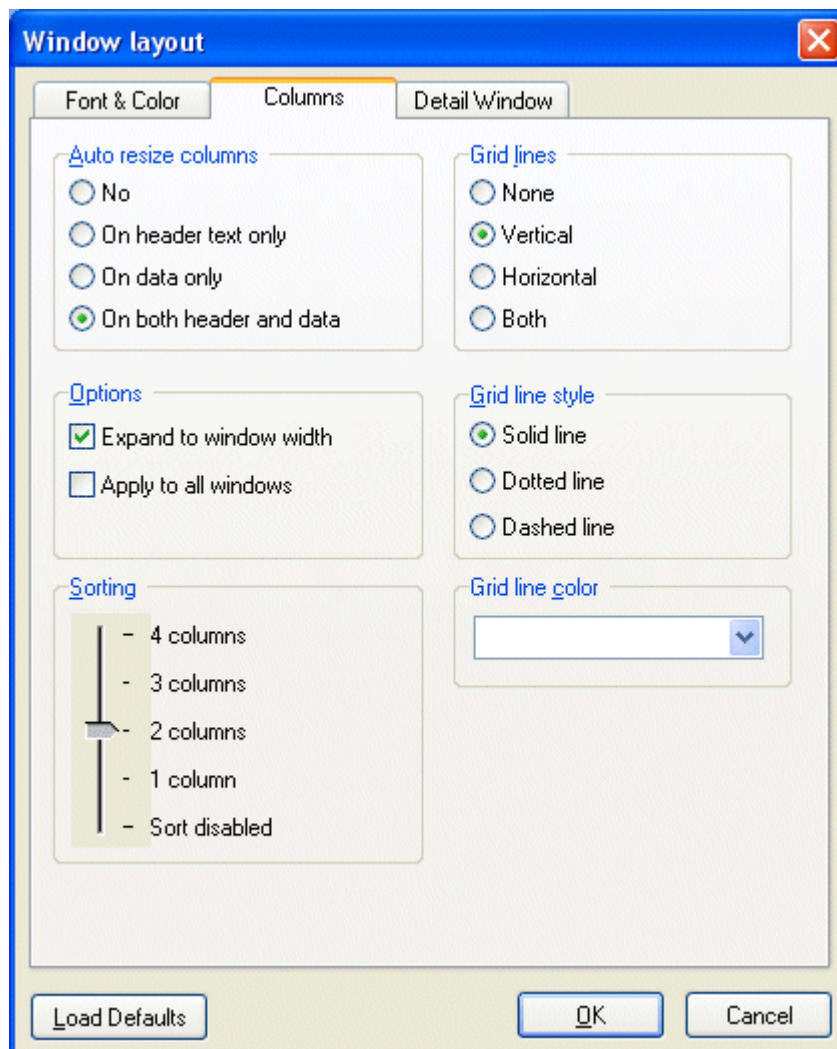 Window layout
Font & Color
Columns
Detail Window
Auto resize columns
No
On header text only
On data only
On both header and data
Grid lines
None
Vertical
Horizontal
Both
Options
Expand to window width
Apply to all windows
Grid line style
Solid line
Dotted line
Dashed line
Sorting
4 columns
3 columns
2 columns
1 column
Sort disabled
Grid line color
Load Defaults
OK
Cancel